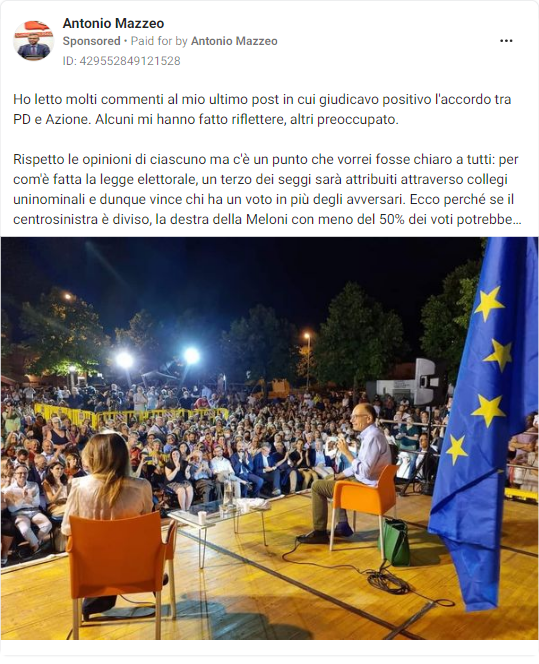 Antonio Mazzeo
Sponsored • Paid for by Antonio Mazzeo
ID: 429552849121528
Ho letto molti commenti al mio ultimo post in cui giudicavo positivo l'accordo tra
PD e Azione. Alcuni mi hanno fatto riflettere, altri preoccupato.
Rispetto le opinioni di ciascuno ma c'è un punto che vorrei fosse chiaro a tutti: per
com'è fatta la legge elettorale, un terzo dei seggi sarà attribuiti attraverso collegi
uninominali e dunque vince chi ha un voto in più degli avversari. Ecco perché se il
centrosinistra è diviso, la destra della Meloni con meno del 50% dei voti potrebbe...